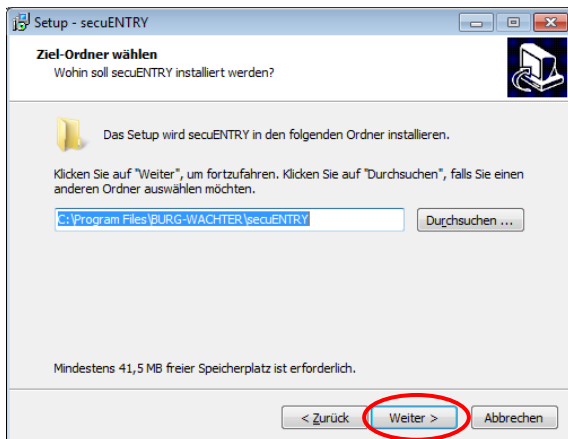 Setup - secuENTRY
Ziel-Ordner wählen
Wohin soll secuENTRY installiert werden?
Das Setup wird secuENTRY in den folgenden Ordner installieren.
Klicken Sie auf "Weiter", um fortzufahren. Klicken Sie auf "Durchsuchen", falls Sie einen
anderen Ordner auswählen möchten.
C:\Program Files\BURG-WACHTER\secuENTRY
Durchsuchen ...
Mindestens 41,5 MB freier Speicherplatz ist erforderlich.
< Zurück Weiter > Abbrechen